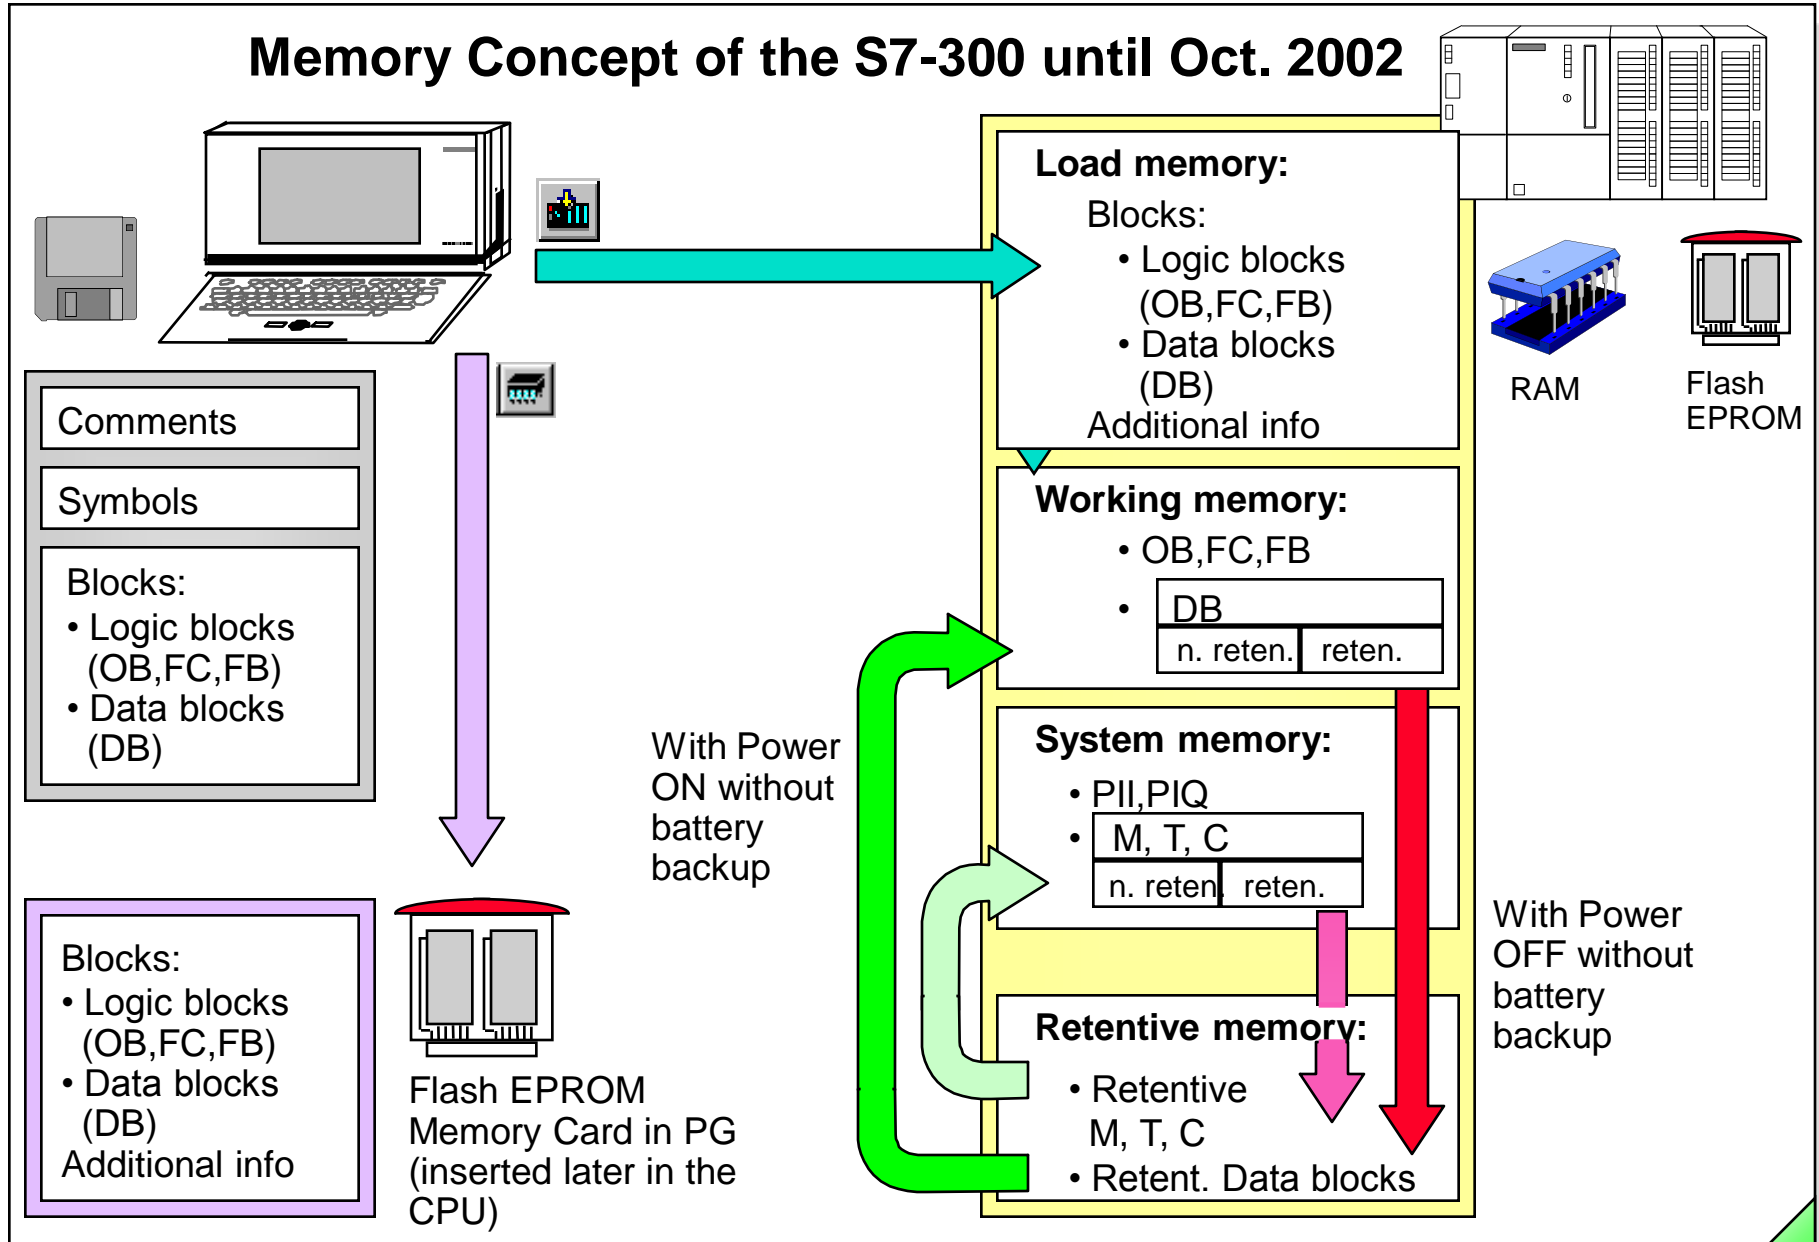 Memory Concept of the S7-300 until Oct. 2002
Load memory:
Blocks:
• Logic blocks
(OB,FC,FB)
• Data blocks
(DB)
Additional info
RAM
Flash
EPROM
Comments
Symbols
Blocks:
• Logic blocks
(OB,FC,FB)
• Data blocks
(DB)
Working memory:
• OB,FC,FB
• DB
n. reten. reten.
With Power
ON without
battery
backup
System memory:
• PII,PIQ
• M, T, C
n. reten. reten.
With Power
OFF without
battery
backup
Blocks:
• Logic blocks
(OB,FC,FB)
• Data blocks
(DB)
Additional info
Flash EPROM
Memory Card in PG
(inserted later in the
CPU)
Retentive memory:
• Retentive
M, T, C
• Retent. Data blocks